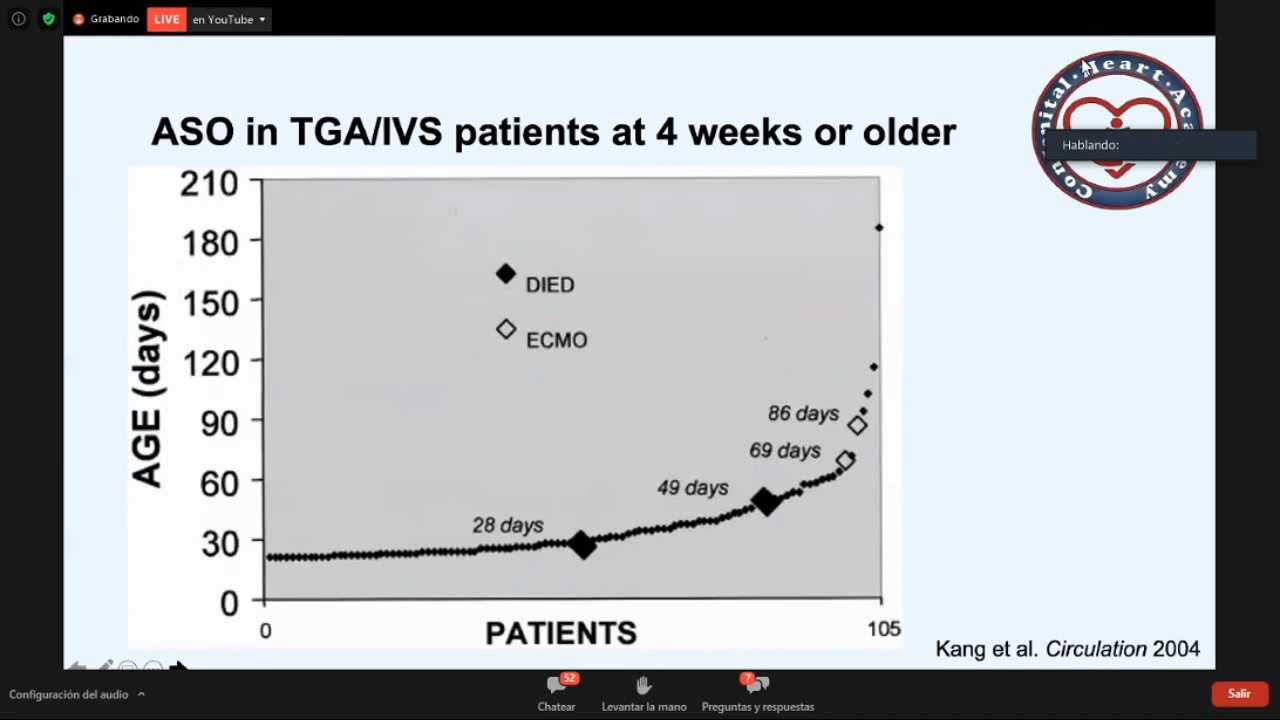 Grabando
LIVE
en YouTube
ASO in TGA/IVS patients at 4 weeks or older
Heart
Hablando:
210
180
150
120
90
60
30
0
AGE (days)
DIED
ECMO
86 days
69 days
49 days
28 days
0
PATIENTS
105
Kang et al. Circulation 2004
Configuración del audio
52
Chatear
Levantar la mano
7
Preguntas y respuestas
Salir